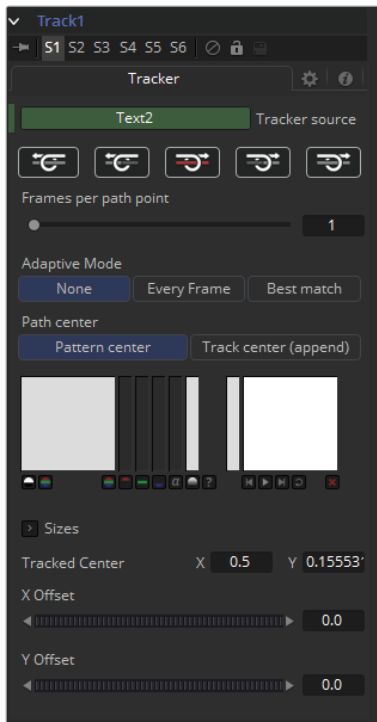 Track1
S1 S2 S3 S4 S5 S6
Tracker
Text2 Tracker source
Frames per path point
1
Adaptive Mode
None Every Frame Best match
Path center
Pattern center Track center (append)
α ?
> Sizes
Tracked Center X 0.5 Y 0.15553
X Offset
0.0
Y Offset
0.0